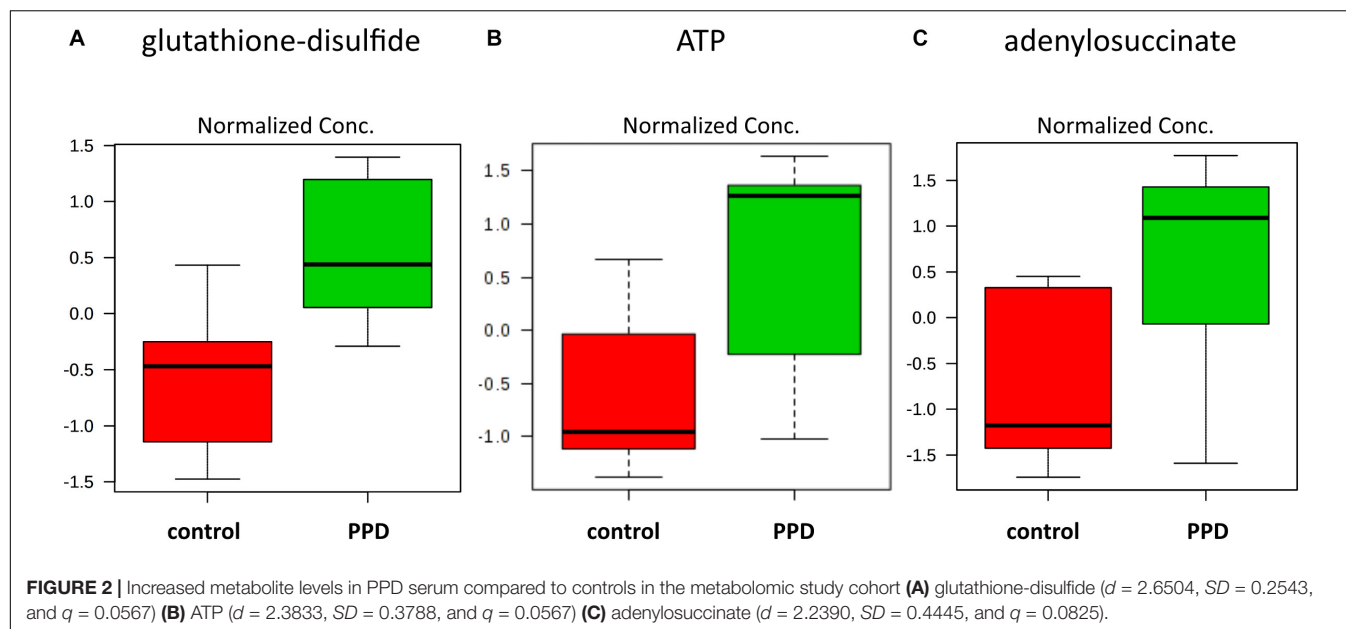 A glutathione-disulfide
B ATP
C adenylosuccinate
Normalized Conc.
1.5
1.0
0.5
0.0
-0.5
-1.0
-1.5
control PPD
Normalized Conc.
1.5
1.0
0.5
0.0
-0.5
-1.0
control PPD
Normalized Conc.
1.5
1.0
0.5
0.0
-0.5
-1.0
-1.5
control PPD
FIGURE 2 | Increased metabolite levels in PPD serum compared to controls in the metabolomic study cohort (A) glutathione-disulfide (d = 2.6504, SD = 0.2543,
and q = 0.0567) (B) ATP (d = 2.3833, SD = 0.3788, and q = 0.0567) (C) adenylosuccinate (d = 2.2390, SD = 0.4445, and q = 0.0825).